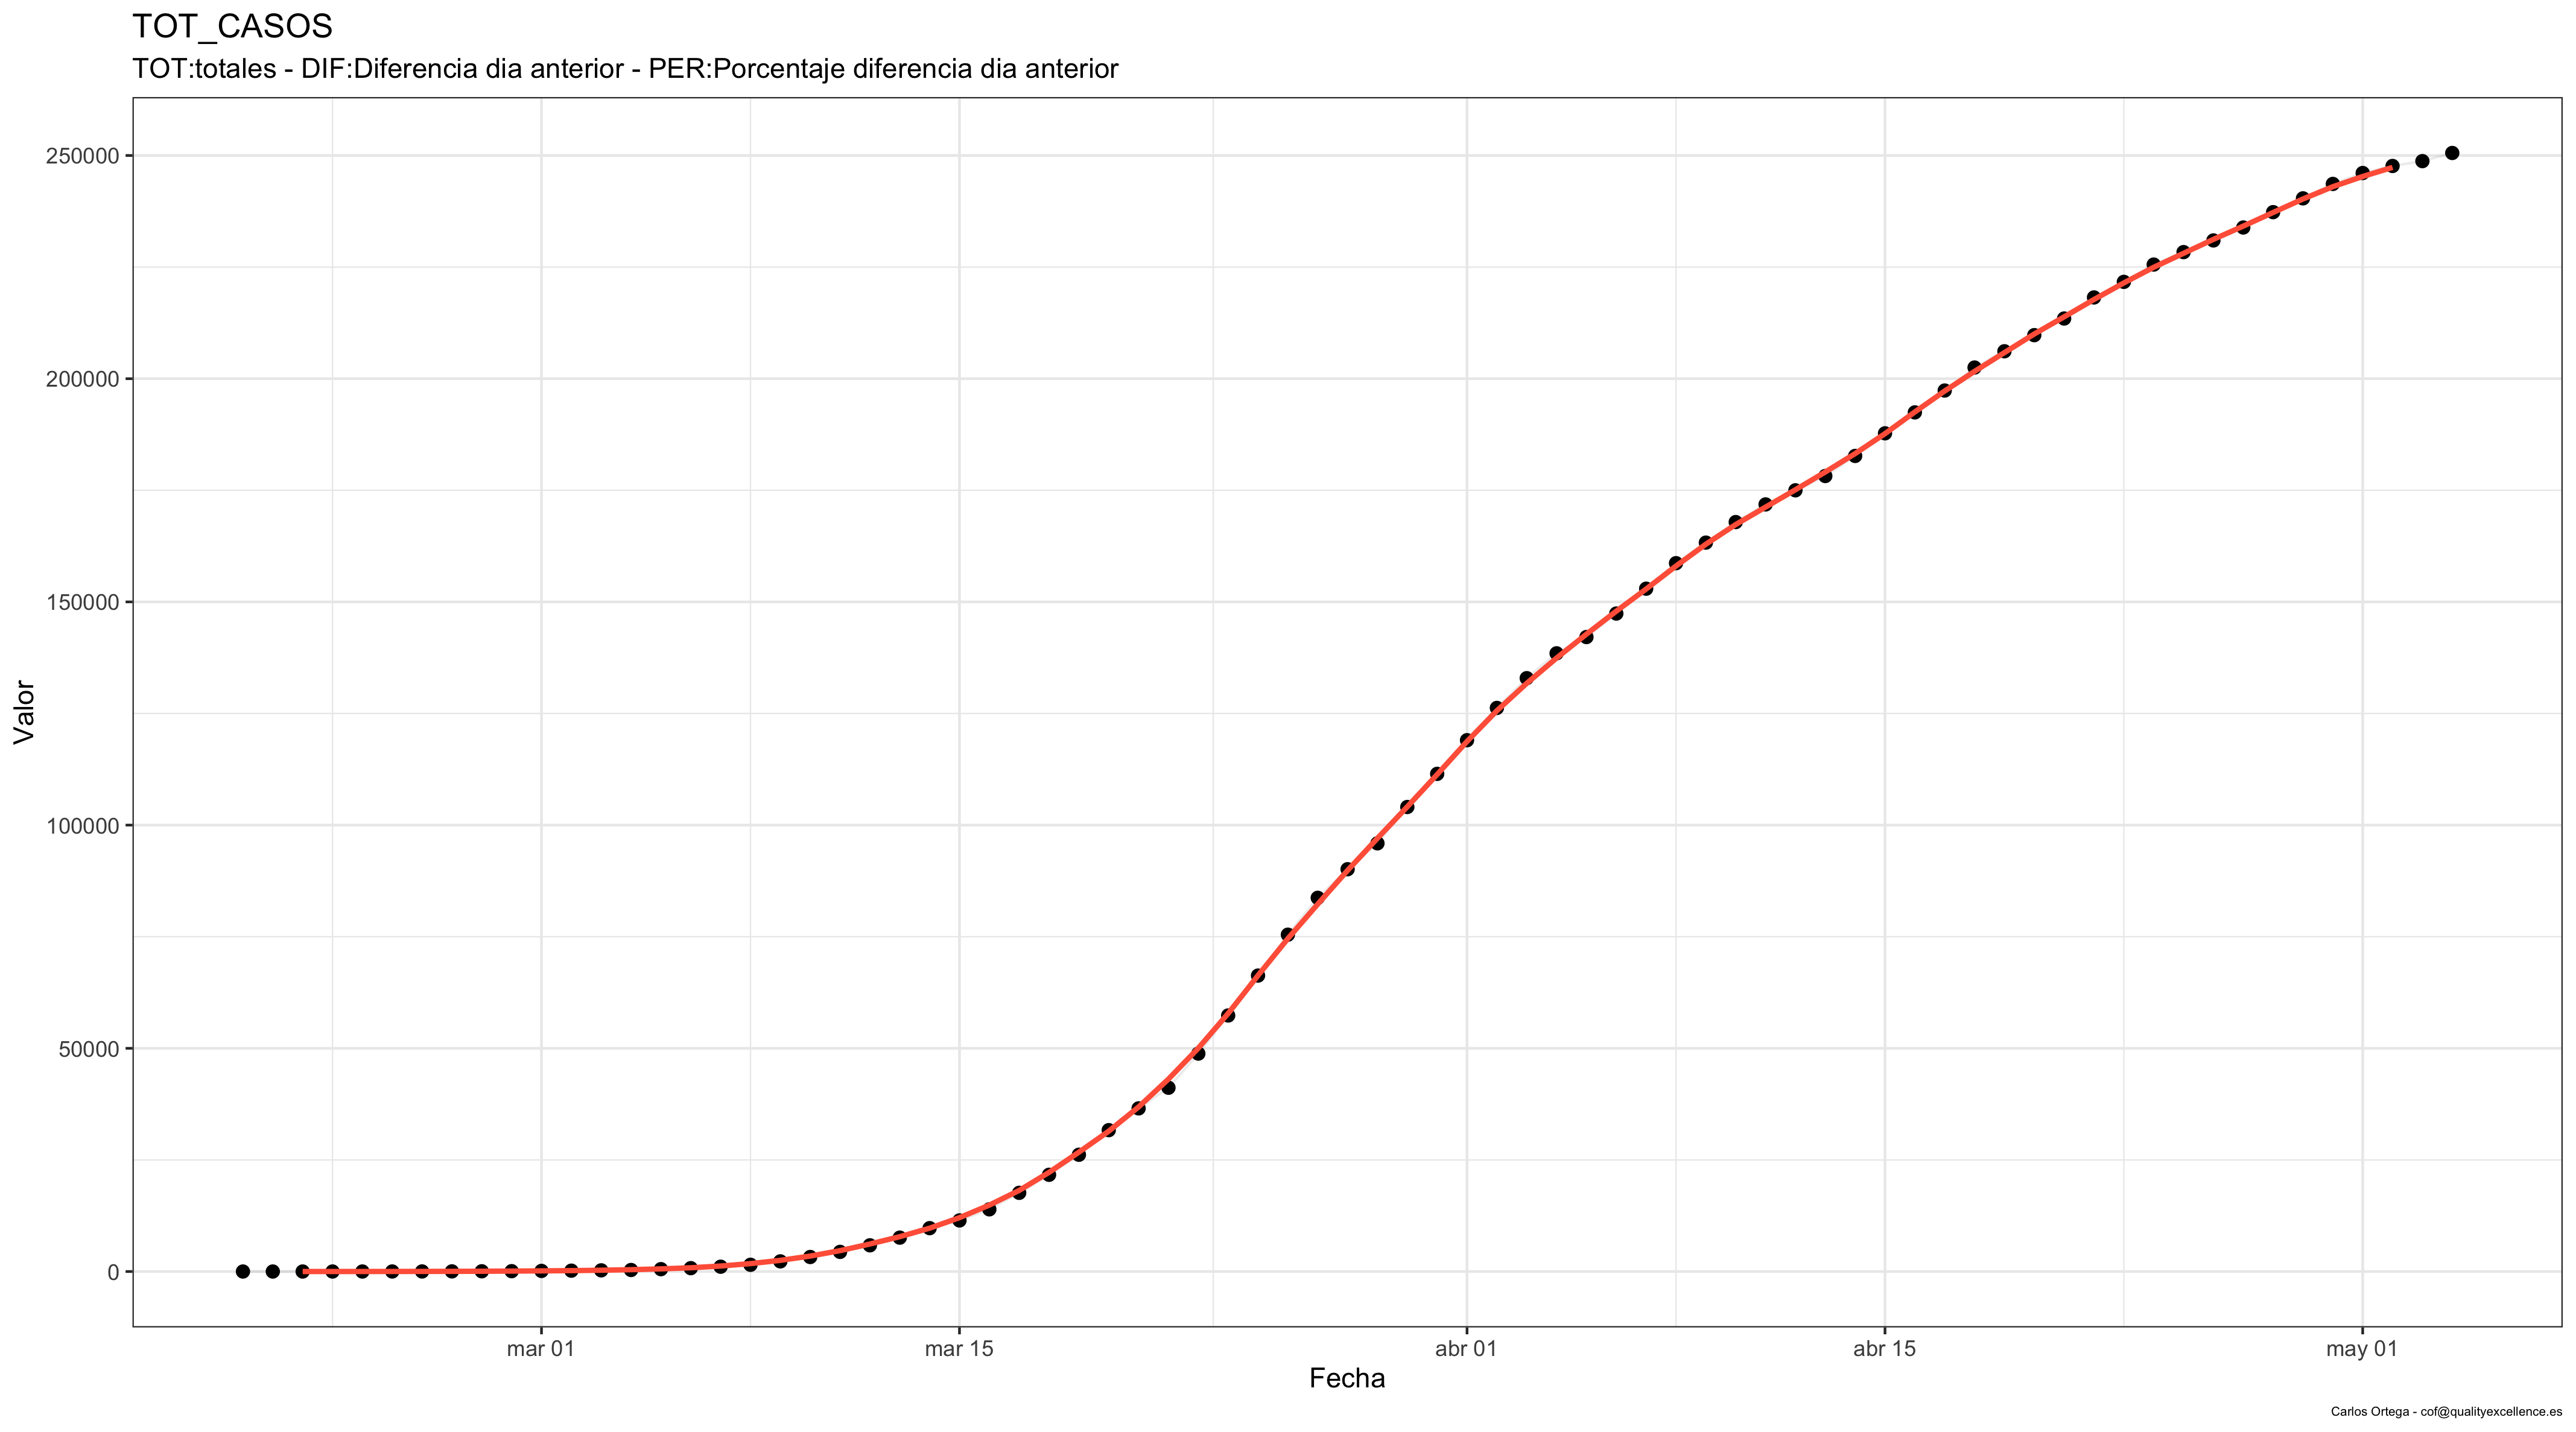 TOT_CASOS
TOT:totales - DIF:Diferencia dia anterior - PER:Porcentaje diferencia dia anterior
250000
200000
150000
100000
50000
0
Valor
mar 01
mar 15
abr 01
abr 15
may 01
Fecha
Carlos Ortega - cof@qualityexcellence.es